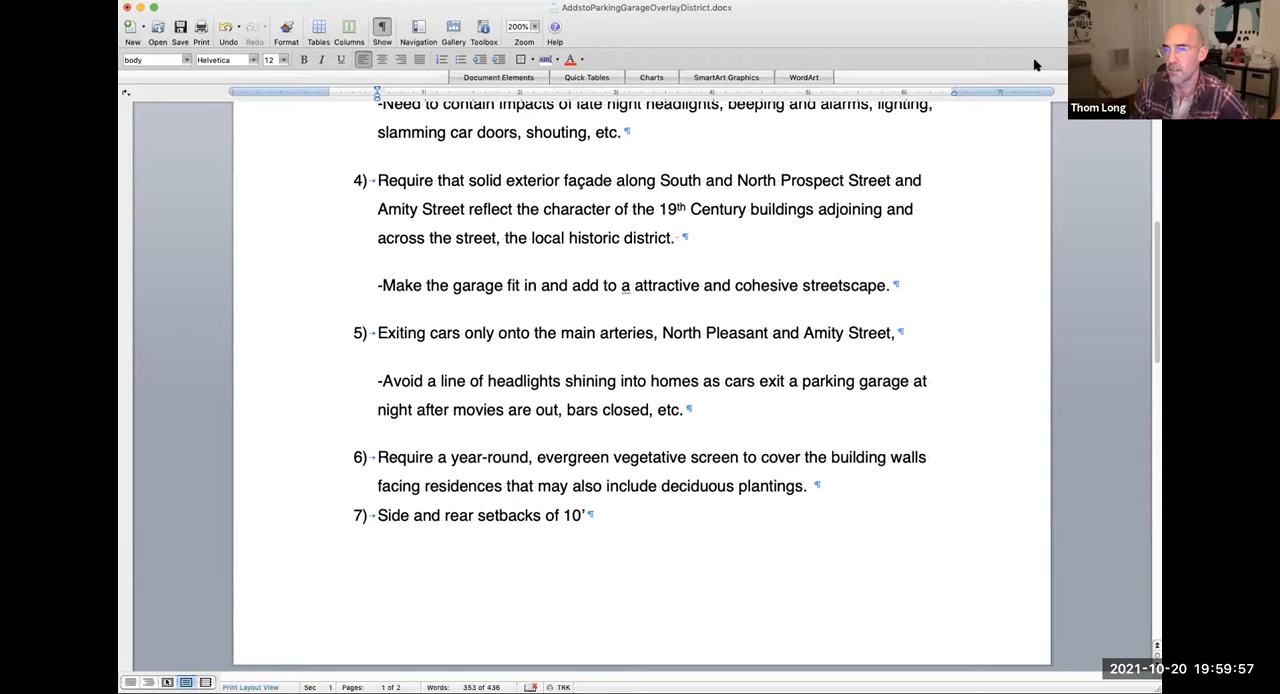 AddstoParkingGarageOverlayDistrict.docx
New Open Save Print Undo Redo Format Tables Columns Show Navigation Gallery Toolbox Zoom Help
200%
body Helvetica 12 B I U
Document Elements Quick Tables Charts SmartArt Graphics WordArt
-Need to contain impacts of late night headlights, beeping and alarms, lighting,
slamming car doors, shouting, etc. ¶
4) Require that solid exterior façade along South and North Prospect Street and
Amity Street reflect the character of the 19th Century buildings adjoining and
across the street, the local historic district. ¶
-Make the garage fit in and add to a attractive and cohesive streetscape. ¶
5) Exiting cars only onto the main arteries, North Pleasant and Amity Street, ¶
-Avoid a line of headlights shining into homes as cars exit a parking garage at
night after movies are out, bars closed, etc. ¶
6) Require a year-round, evergreen vegetative screen to cover the building walls
facing residences that may also include deciduous plantings. ¶
7) Side and rear setbacks of 10’ ¶
Thom Long
2021-10-20 19:59:57
Print Layout View Sec 1 Pages: 1 of 2 Words: 353 of 436 TRK